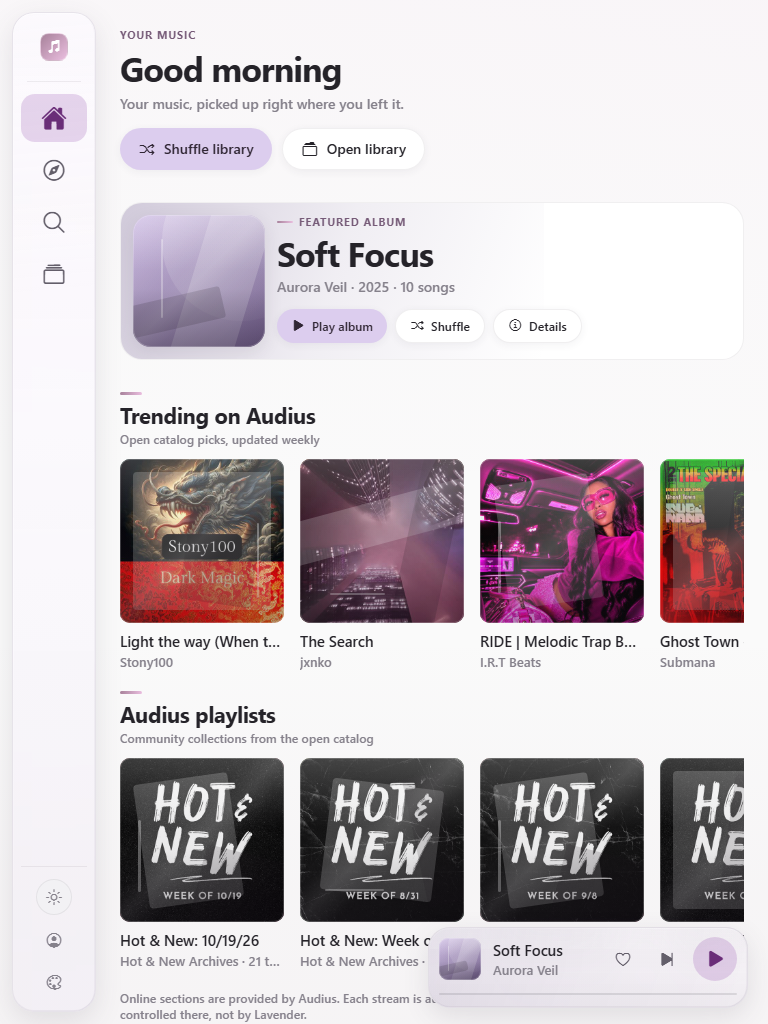 YOUR MUSIC
Good morning
Your music, picked up right where you left it.
Shuffle library
Open library
FEATURED ALBUM
Soft Focus
Aurora Veil · 2025 · 10 songs
Play album
Shuffle
Details
Trending on Audius
Open catalog picks, updated weekly
Stony100
Dark Magic
THE SPECIA
Light the way (When t...
Stony100
The Search
jxnko
RIDE | Melodic Trap B...
I.R.T Beats
Ghost Town
Submana
Audius playlists
Community collections from the open catalog
HOT &
NEW
WEEK OF 10/19
HOT &
NEW
WEEK OF 8/31
HOT &
NEW
WEEK OF 9/8
HO
NE
WEEK O
Hot & New: 10/19/26
Hot & New Archives · 21 t...
Hot & New: Week o
Hot & New Archives ·
Soft Focus
Aurora Veil
Online sections are provided by Audius. Each stream is
controlled there, not by Lavender.